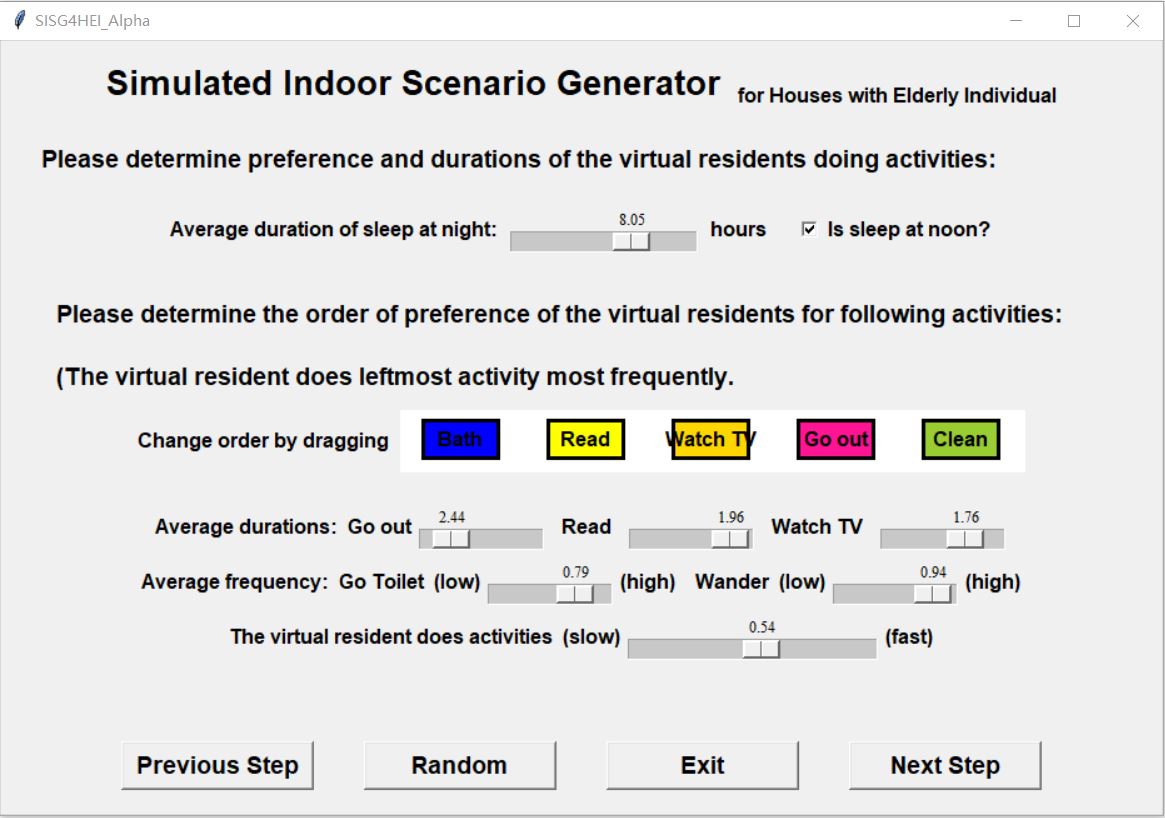 SISG4HEI_Alpha
Simulated Indoor Scenario Generator for Houses with Elderly Individual
Please determine preference and durations of the virtual residents doing activities:
8.05
Average duration of sleep at night: hours Is sleep at noon?
Please determine the order of preference of the virtual residents for following activities:
(The virtual resident does leftmost activity most frequently.
Change order by dragging Bath Read Watch TV Go out Clean
2.44 1.96 1.76
Average durations: Go out Read Watch TV
0.79 0.94
Average frequency: Go Toilet (low) (high) Wander (low) (high)
0.54
The virtual resident does activities (slow) (fast)
Previous Step Random Exit Next Step